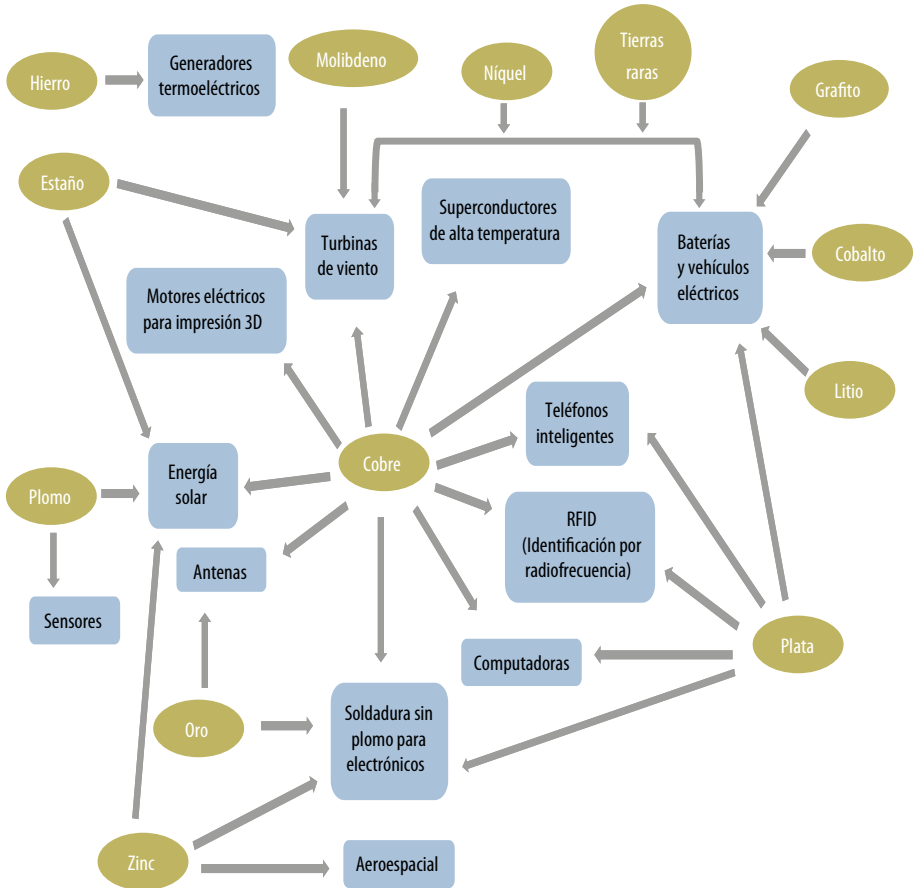 Tierras
raras
Molibdeno
Níquel
Generadores
termoeléctricos
Hierro
Grafito
Estaño
Superconductores
de alta temperatura
Turbinas
de viento
Baterías
y vehículos
eléctricos
Cobalto
Motores eléctricos
para impresión 3D
Litio
Teléfonos
inteligentes
Cobre
Energía
solar
Plomo
RFID
(Identificación por
radiofrecuencia)
Antenas
Sensores
Plata
Computadoras
Soldadura sin
plomo para
electrónicos
Oro
Zinc
Aeroespacial